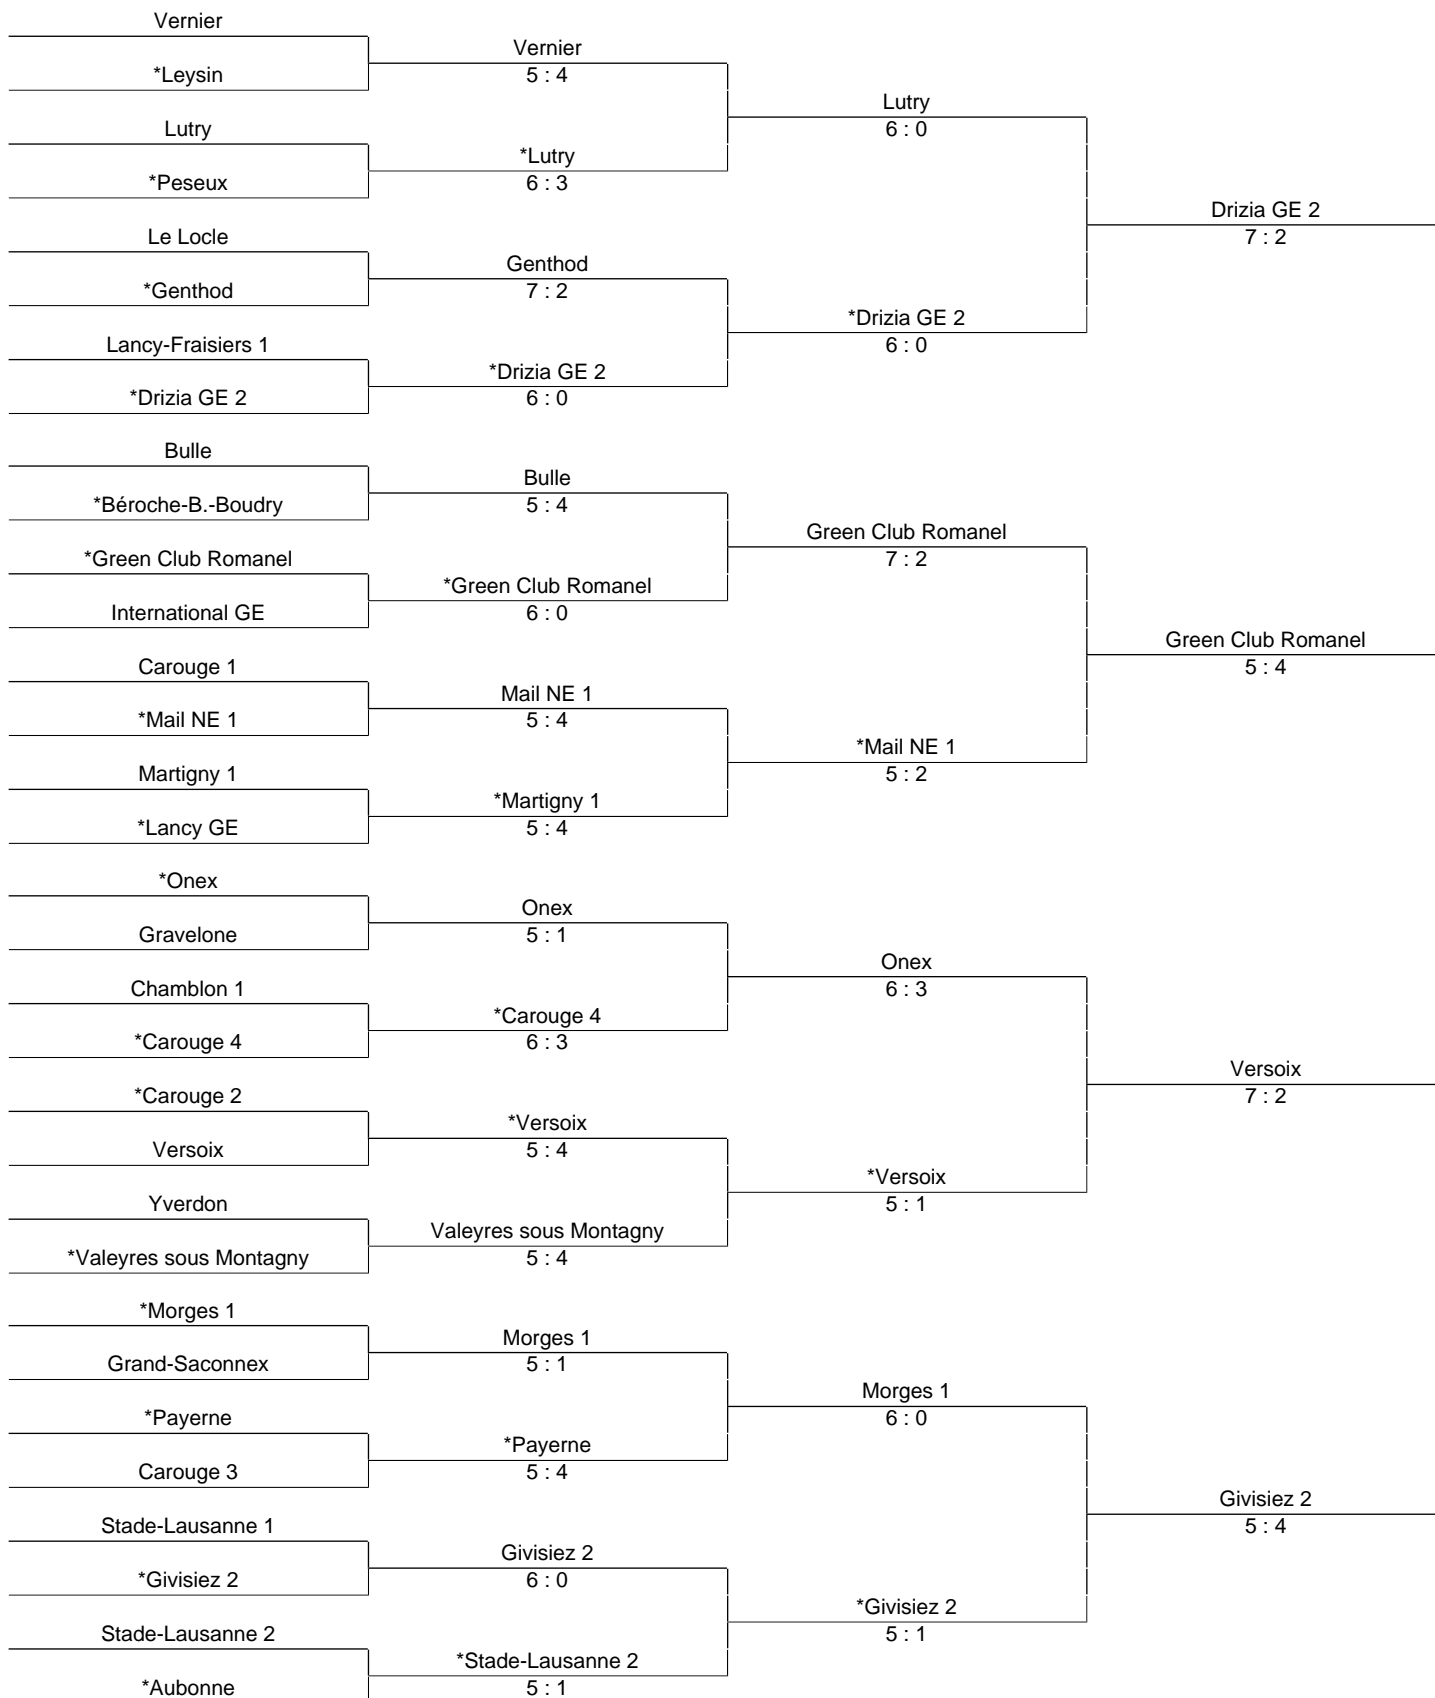 Vernier
*Leysin
Lutry
*Peseux
Le Locle
*Genthod
Lancy-Fraisiers 1
*Drizia GE 2
Bulle
*Béroche-B.-Boudry
*Green Club Romanel
International GE
Carouge 1
*Mail NE 1
Martigny 1
*Lancy GE
*Onex
Gravelone
Chamblon 1
*Carouge 4
*Carouge 2
Versoix
Yverdon
*Valeyres sous Montagny
*Morges 1
Grand-Saconnex
*Payerne
Carouge 3
Stade-Lausanne 1
*Givisiez 2
Stade-Lausanne 2
*Aubonne
Vernier
5 : 4
*Lutry
6 : 3
Genthod
7 : 2
*Drizia GE 2
6 : 0
Bulle
5 : 4
*Green Club Romanel
6 : 0
Mail NE 1
5 : 4
*Martigny 1
5 : 4
Onex
5 : 1
*Carouge 4
6 : 3
*Versoix
5 : 4
Valeyres sous Montagny
5 : 4
Morges 1
5 : 1
*Payerne
5 : 4
Givisiez 2
6 : 0
*Stade-Lausanne 2
5 : 1
Lutry
6 : 0
*Drizia GE 2
6 : 0
Green Club Romanel
7 : 2
*Mail NE 1
5 : 2
Onex
6 : 3
*Versoix
5 : 1
Morges 1
6 : 0
*Givisiez 2
5 : 1
Drizia GE 2
7 : 2
Green Club Romanel
5 : 4
Versoix
7 : 2
Givisiez 2
5 : 4